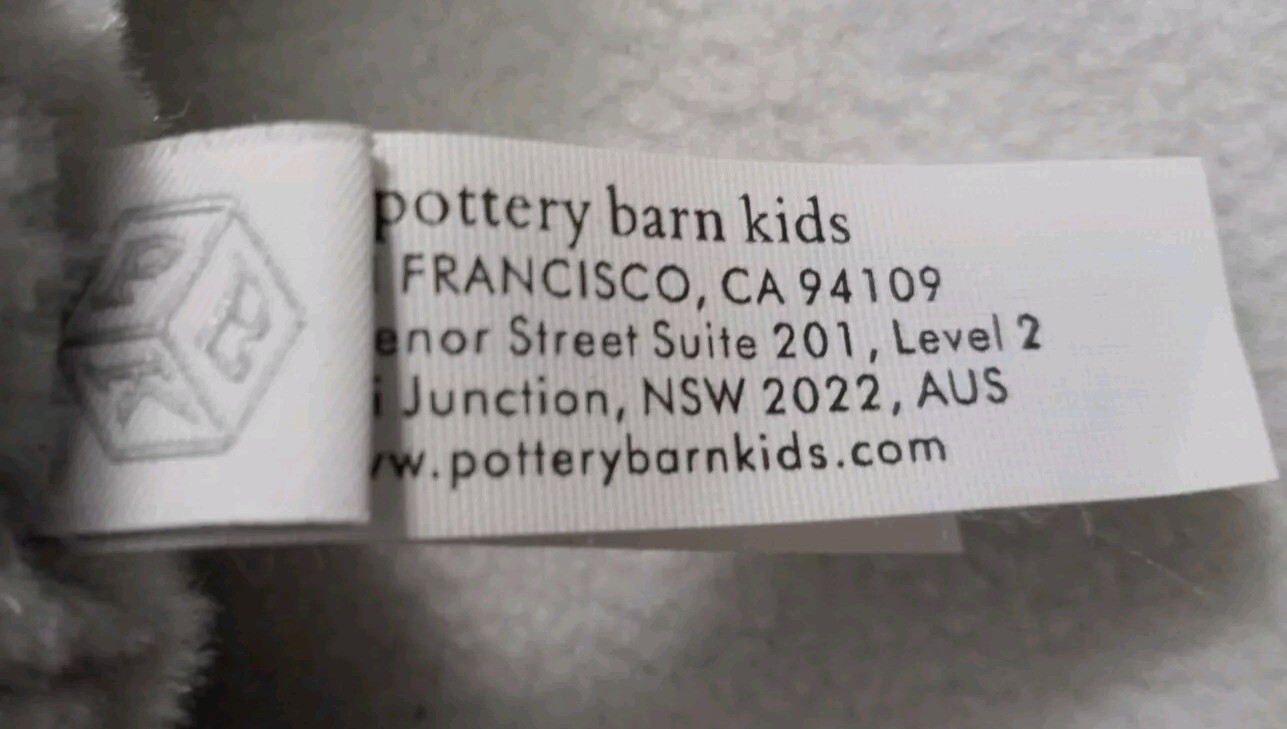 pottery barn kids
FRANCISCO, CA 94109
enor Street Suite 201, Level 2
i Junction, NSW 2022, AUS
w.potterybarnkids.com
P
B
K